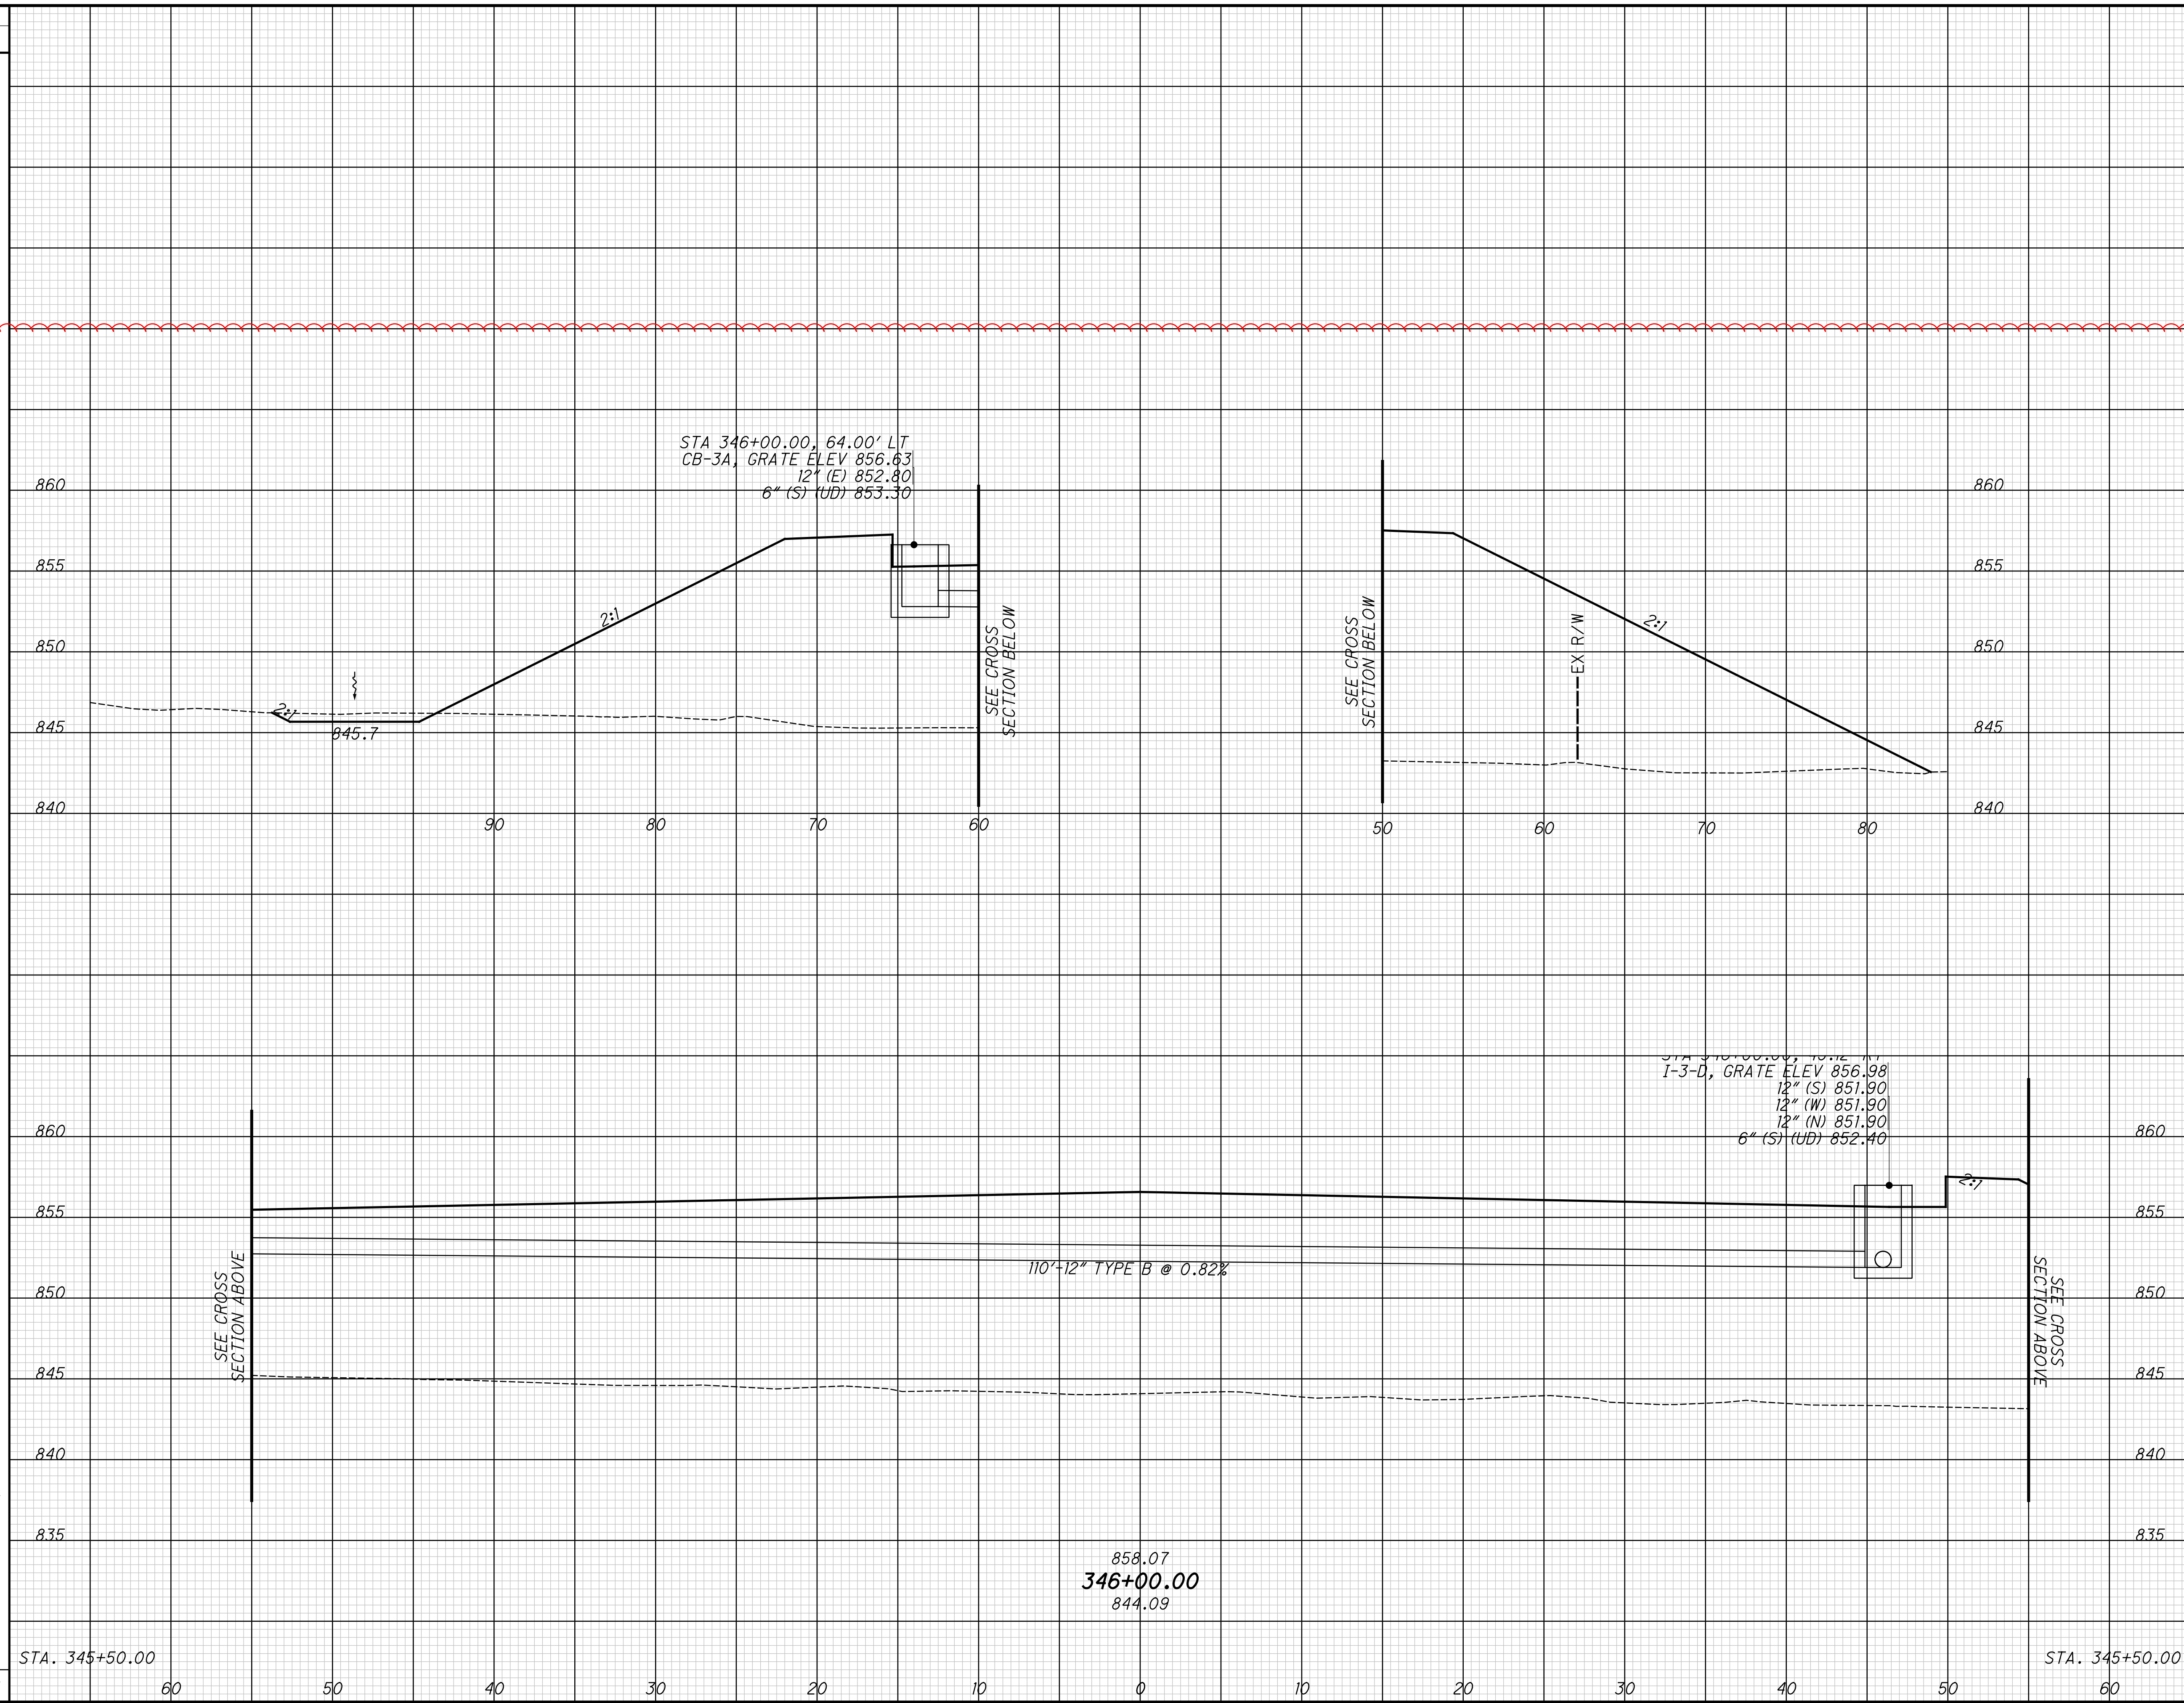 STA 346+00.00, 64.00' LT
CB-3A, GRATE ELEV 856.63
12" (E) 852.80
6" (S) (UD) 853.30
860
860
855
855
850
850
845
845
840
840
2:1
2:1
845.7
SEE CROSS
SECTION BELOW
SEE CROSS
SECTION BELOW
EX R/W
2:1
90
80
70
60
50
60
70
80
I-3-D, GRATE ELEV 856.98
12" (S) 851.90
12" (W) 851.90
12" (N) 851.90
6" (S) (UD) 852.40
860
860
2:1
855
855
110'-12" TYPE B @ 0.82%
SEE CROSS
SECTION ABOVE
SEE CROSS
SECTION ABOVE
850
850
845
845
840
840
835
835
858.07
346+00.00
844.09
STA. 345+50.00
STA. 345+50.00
60
50
40
30
20
10
0
10
20
30
40
50
60